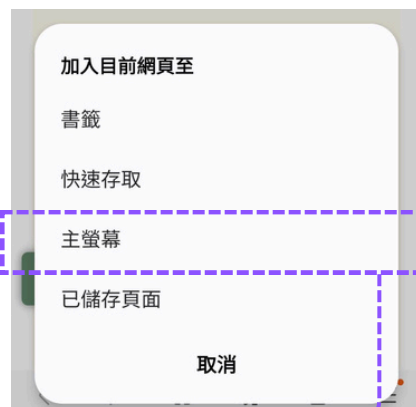 加入目前網頁至
書籤
快速存取
主螢幕
已儲存頁面
取消